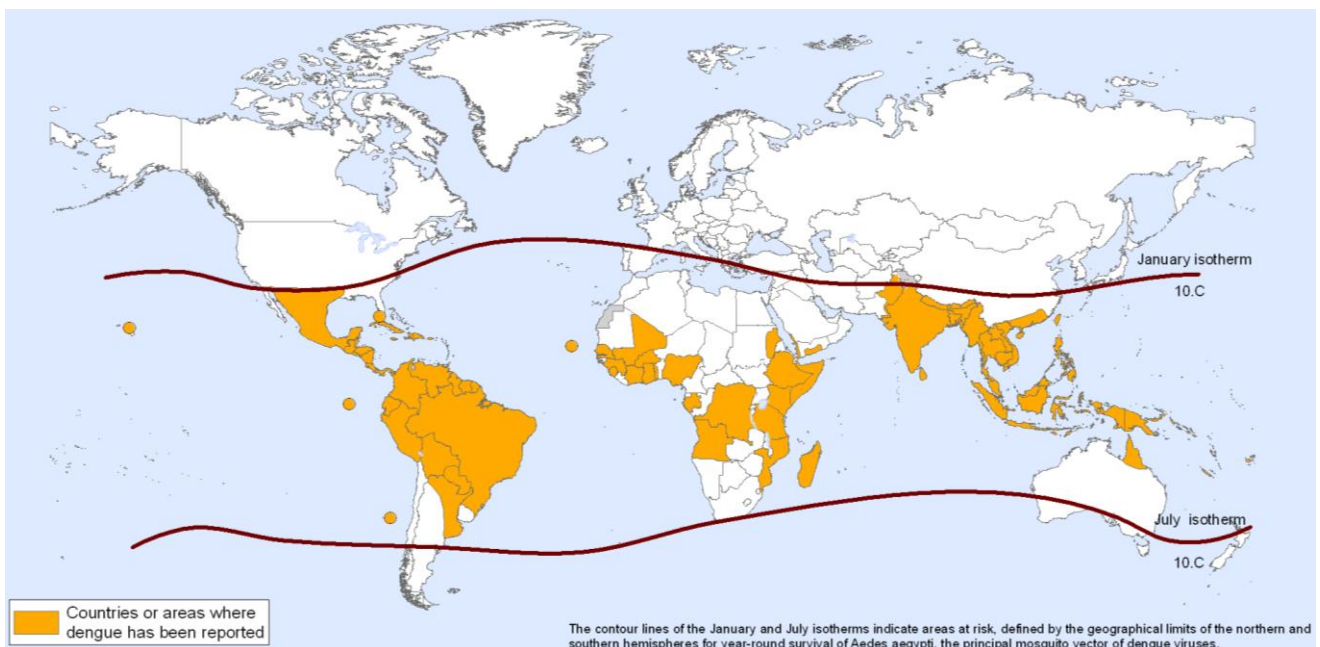 January isotherm
10.C
July isotherm
10.C
Countries or areas where
dengue has been reported
The contour lines of the January and July isotherms indicate areas at risk, defined by the geographical limits of the northern and
southern hemispheres for year-round survival of Aedes aegypti, the principal mosquito vector of dengue viruses.